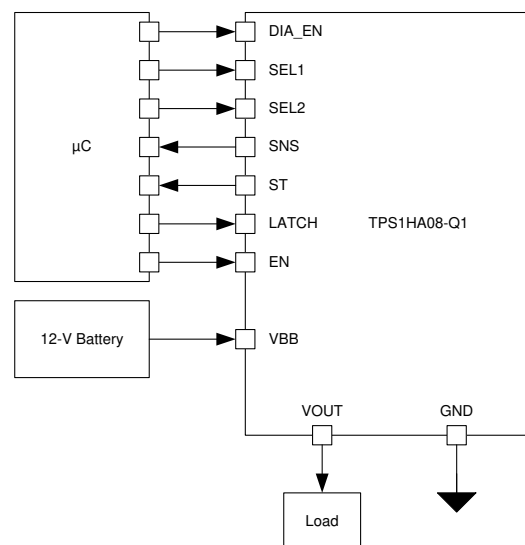 DIA_EN
SEL1
SEL2
µC
SNS
ST
LATCH
TPS1HA08-Q1
EN
12-V Battery
VBB
VOUT
GND
Load